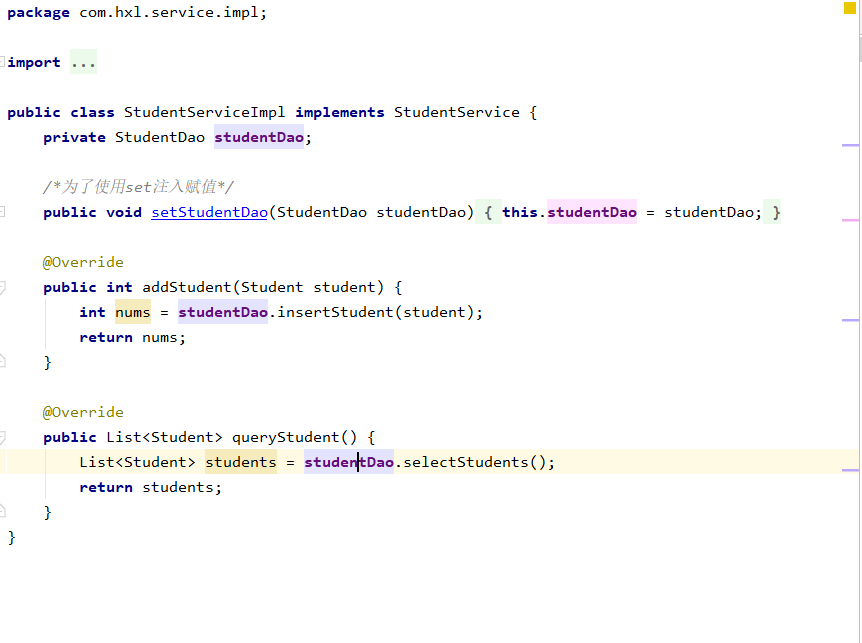 package com.hxl.service.impl;
import ...
public class StudentServiceImpl implements StudentService {
private StudentDao studentDao;
/*为了使用set注入赋值*/
public void setStudentDao(StudentDao studentDao) { this.studentDao = studentDao; }
@Override
public int addStudent(Student student) {
int nums = studentDao.insertStudent(student);
return nums;
}
@Override
public List<Student> queryStudent() {
List<Student> students = studentDao.selectStudents();
return students;
}
}